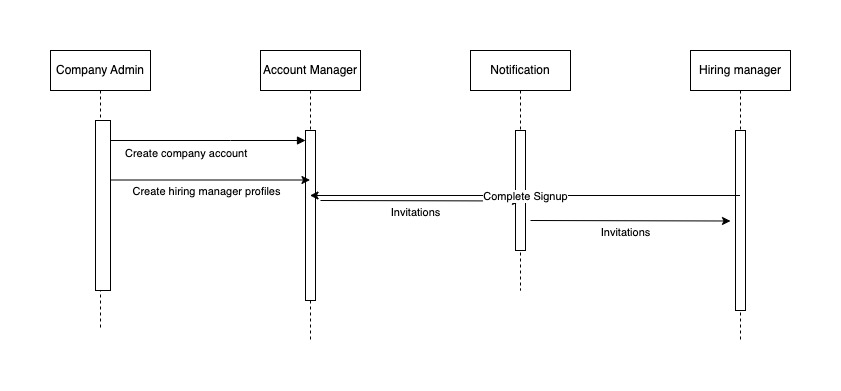 Company Admin
Account Manager
Notification
Hiring manager
Create company account
Create hiring manager profiles
Complete Signup
Invitations
Invitations